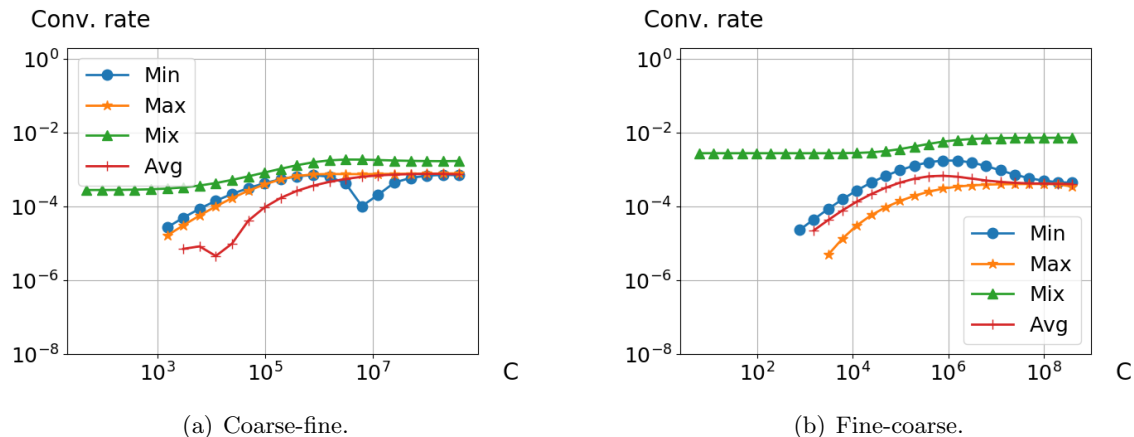 Conv. rate
10^0
10^-2
10^-4
10^-6
10^-8
Min
Max
Mix
Avg
10^3
10^5
10^7
C
(a) Coarse-fine.
Conv. rate
10^0
10^-2
10^-4
10^-6
10^-8
Min
Max
Mix
Avg
10^2
10^4
10^6
10^8
C
(b) Fine-coarse.